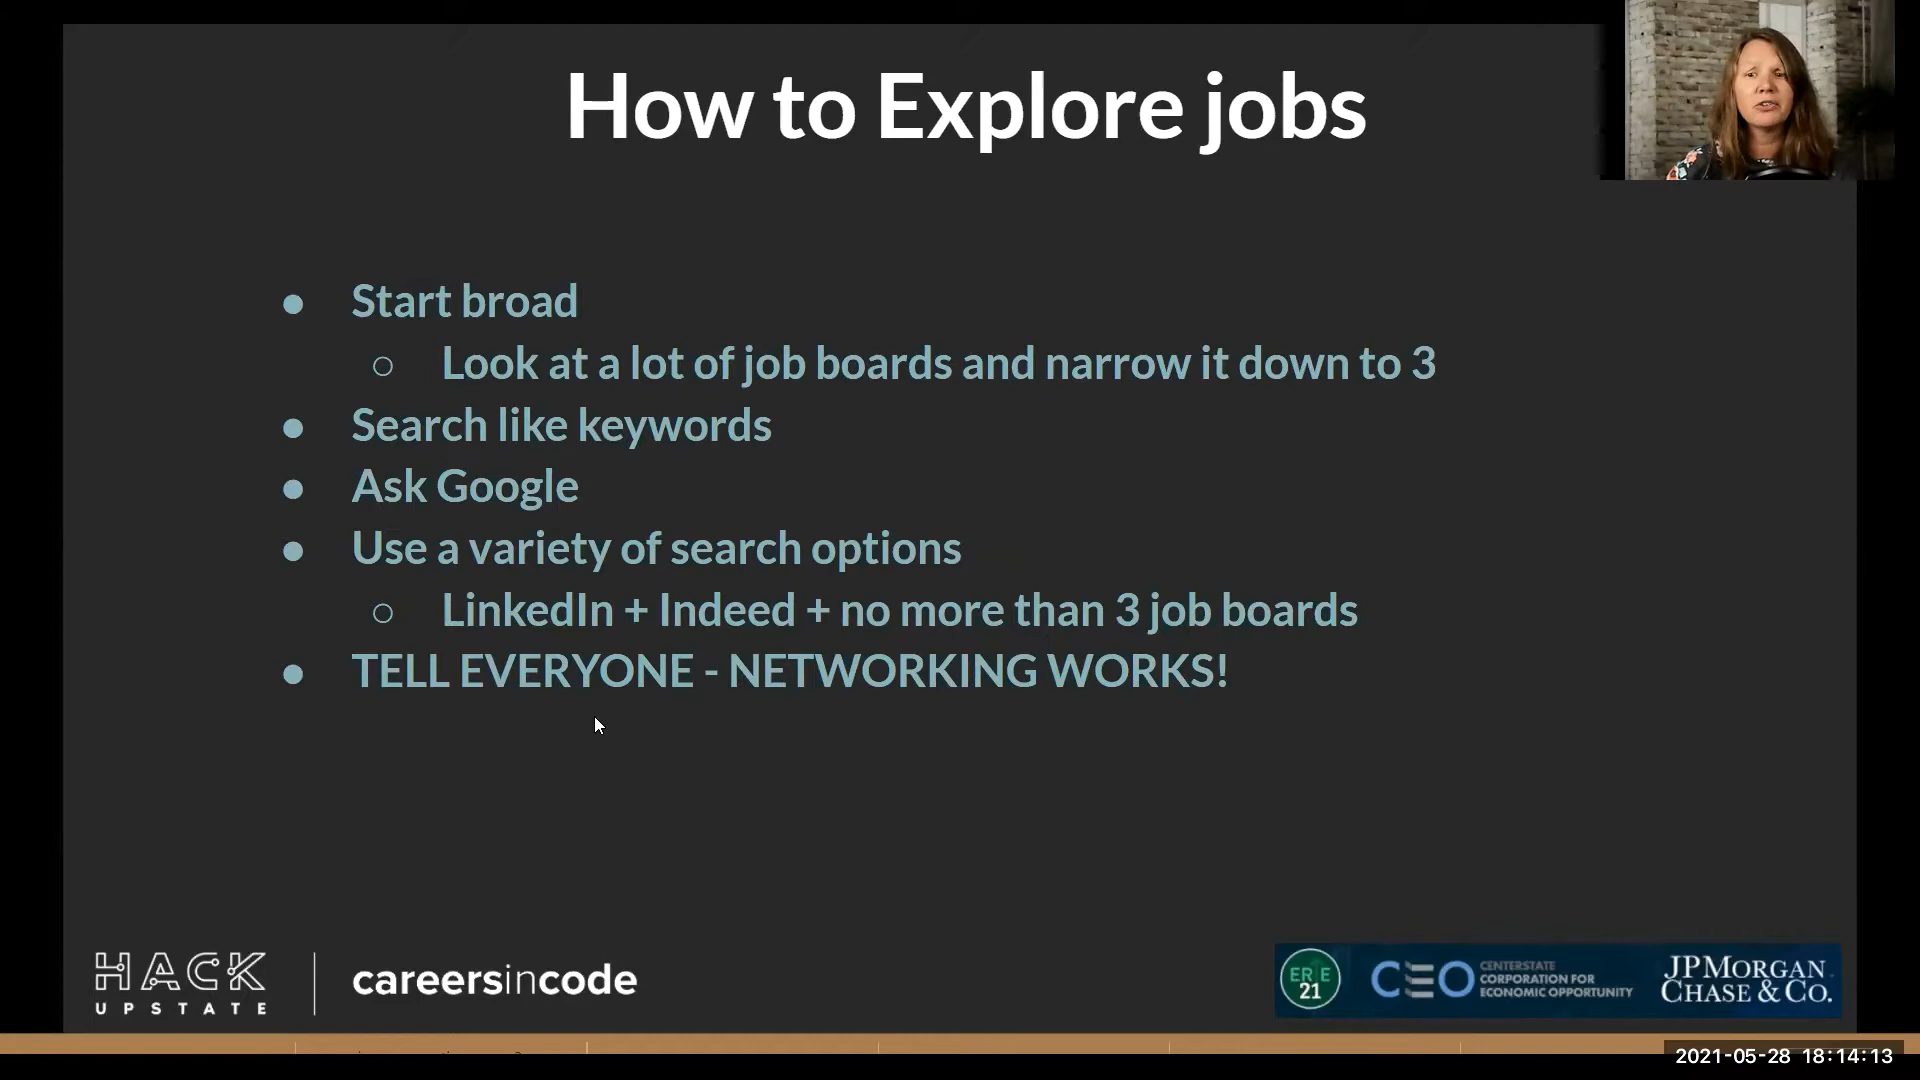 How to Explore jobs
● Start broad
○ Look at a lot of job boards and narrow it down to 3
● Search like keywords
● Ask Google
● Use a variety of search options
○ LinkedIn + Indeed + no more than 3 job boards
● TELL EVERYONE - NETWORKING WORKS!
HACK
UPSTATE
careersincode
ERIE
21
CEO
CENTERSTATE
CORPORATION FOR
ECONOMIC OPPORTUNITY
JPMORGAN
CHASE & CO.
2021-05-28 18:14:13